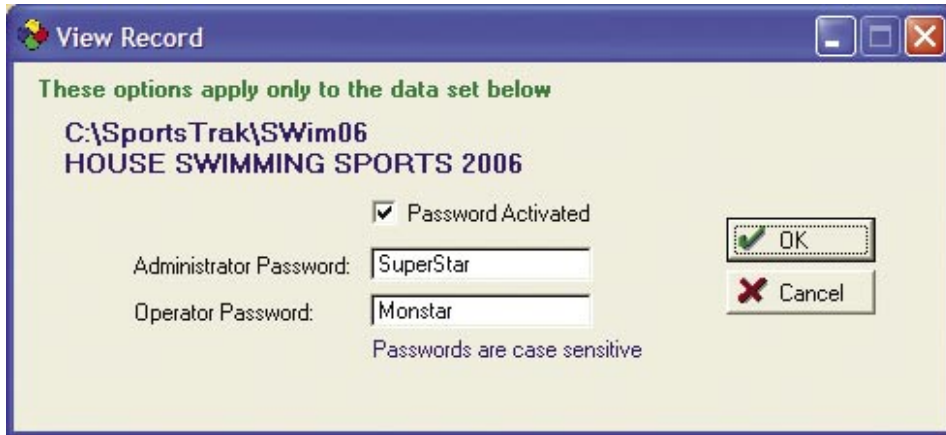 View Record
These options apply only to the data set below
C:\SportsTrak\SWim06
HOUSE SWIMMING SPORTS 2006
Password Activated
OK
Administrator Password: SuperStar
Cancel
Operator Password: Monstar
Passwords are case sensitive